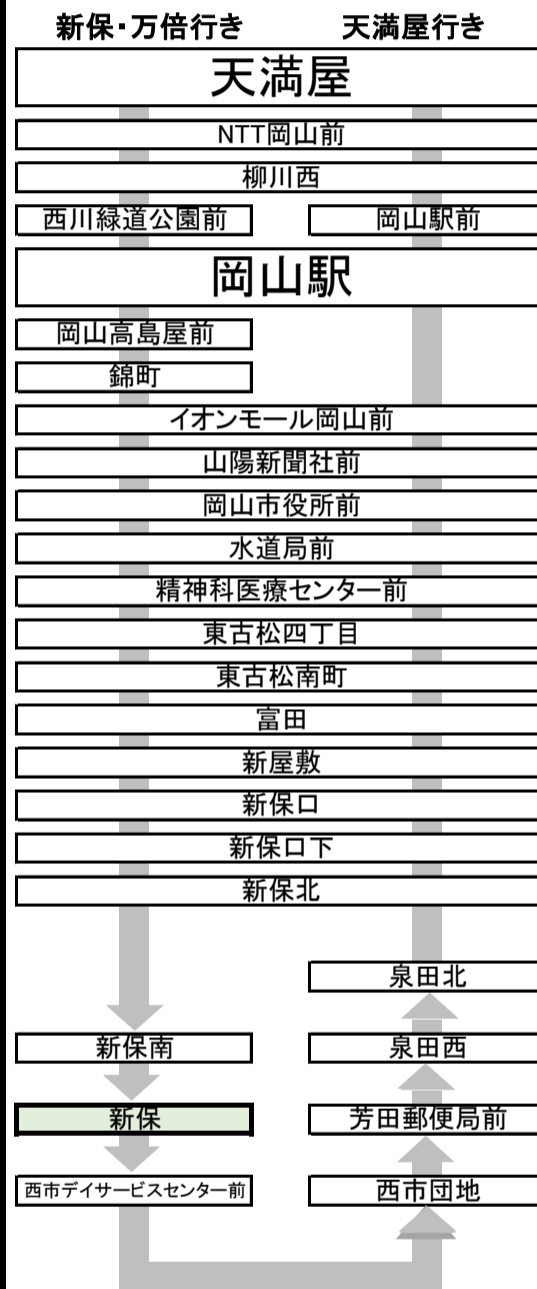 新保・万倍行き
天満屋行き
天満屋
NTT岡山前
柳川西
西川緑道公園前
岡山駅前
岡山駅
岡山高島屋前
錦町
イオンモール岡山前
山陽新聞社前
岡山市役所前
水道局前
精神科医療センター前
東古松四丁目
東古松南町
富田
新屋敷
新保口
新保口下
新保北
泉田北
新保南
泉田西
新保
芳田郵便局前
西市デイサービスセンター前
西市団地